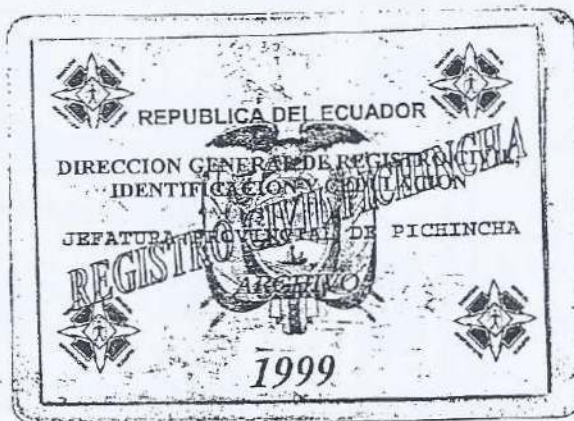 REPUBLICA DEL ECUADOR
DIRECCION GENERAL DE REGISTRO CIVIL,
IDENTIFICACION Y CEDULACION
JEFATURA PROVINCIAL DE PICHINCHA
REGISTRO CIVIL PICHINCHA
ARCHIVO
1999